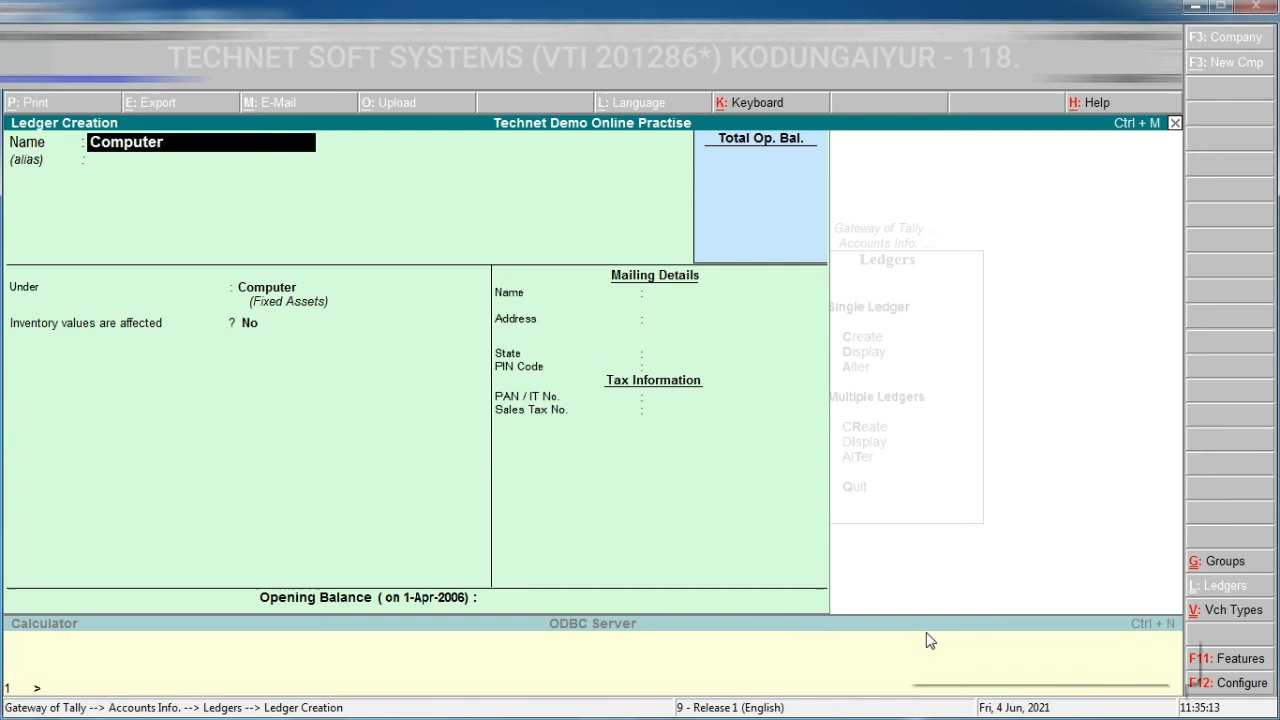 F3: Company
TECHNET SOFT SYSTEMS (VTI 201286*) KODUNGAIYUR - 118.
F3: New Cmp
P: Print E: Export M: E-Mail O: Upload L: Language K: Keyboard H: Help
Ledger Creation Technet Demo Online Practise Ctrl + M
Name : Computer
(alias) :
Total Op. Bal.
Gateway of Tally ....
Accounts Info. ....
Ledgers
Single Ledger
Create
Display
Alter
Multiple Ledgers
CReate
DIsplay
AlTer
Quit
Under : Computer
(Fixed Assets)
Inventory values are affected ? No
Mailing Details
Name :
Address :
State :
PIN Code :
Tax Information
PAN / IT No. :
Sales Tax No. :
Opening Balance ( on 1-Apr-2006) :
G: Groups
L: Ledgers
V: Vch Types
F11: Features
F12: Configure
Calculator ODBC Server Ctrl + N
1 >
Gateway of Tally --> Accounts Info. --> Ledgers --> Ledger Creation 9 - Release 1 (English) Fri, 4 Jun, 2021 11:35:13